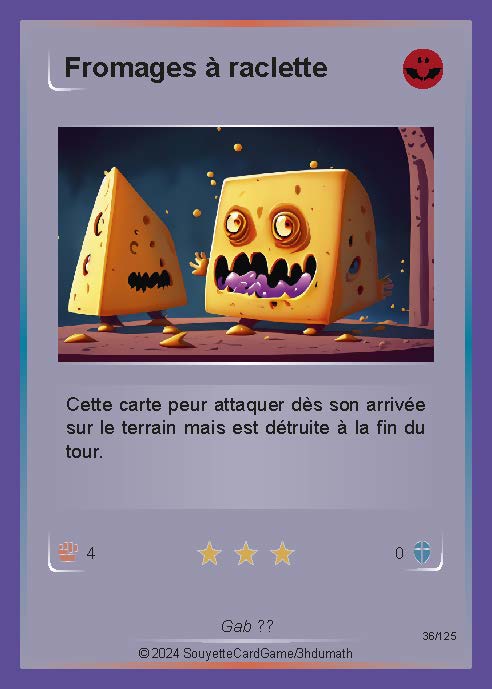 Fromages à raclette
Cette carte peur attaquer dès son arrivée
sur le terrain mais est détruite à la fin du
tour.
4
0
Gab ??
36/125
© 2024 SouyetteCardGame/3hdumath